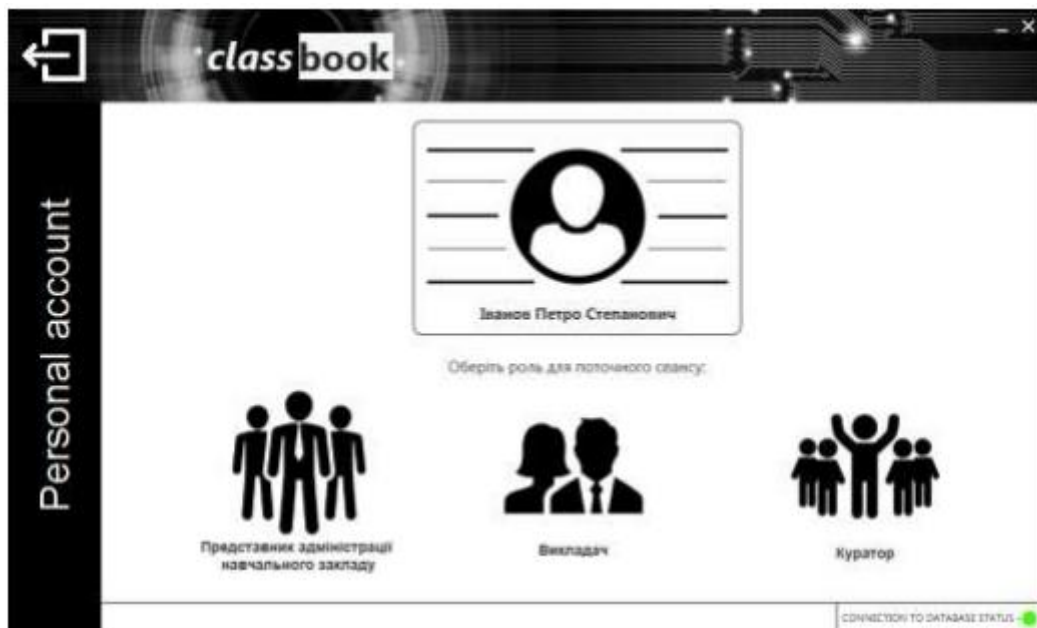 class book
Personal account
Іванов Петро Степанович
Оберіть роль для поточного сеансу:
Представник адміністрації
навчального закладу
Викладач
Куратор
CONNECTION TO DATABASE STATUS -